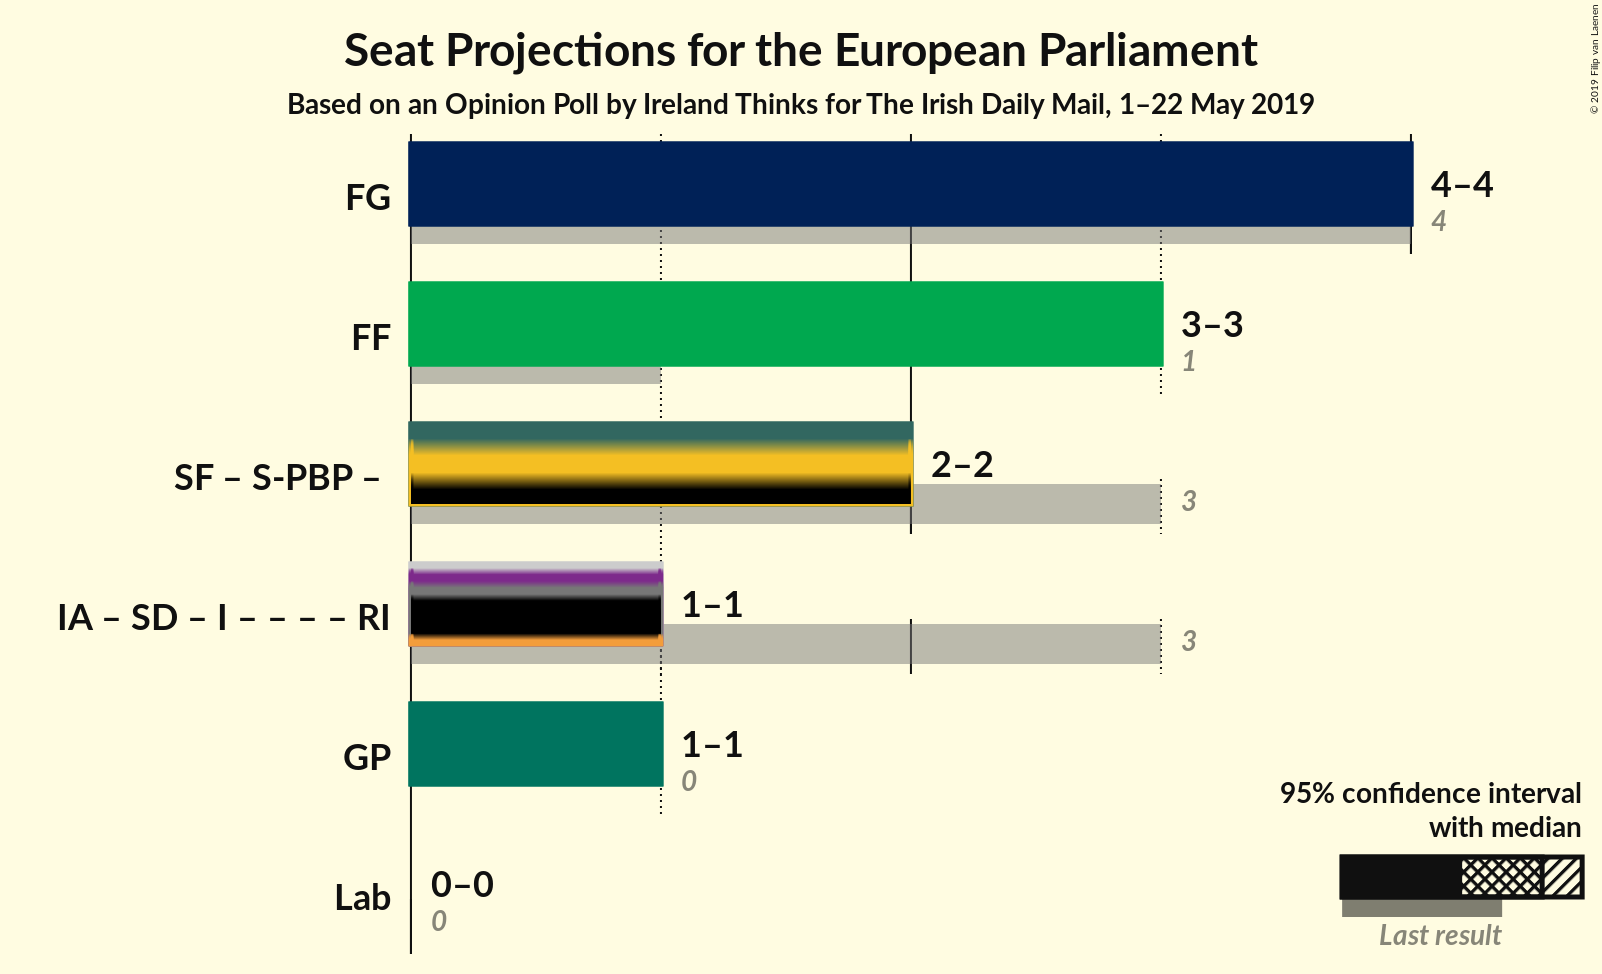 Seat Projections for the European Parliament
Based on an Opinion Poll by Ireland Thinks for The Irish Daily Mail, 1–22 May 2019
© 2019 Filip van Laenen
FG
4–4
4
FF
3–3
1
SF – S-PBP –
2–2
3
IA – SD – I – – – – RI
1–1
3
GP
1–1
0
Lab
0–0
0
95% confidence interval
with median
Last result